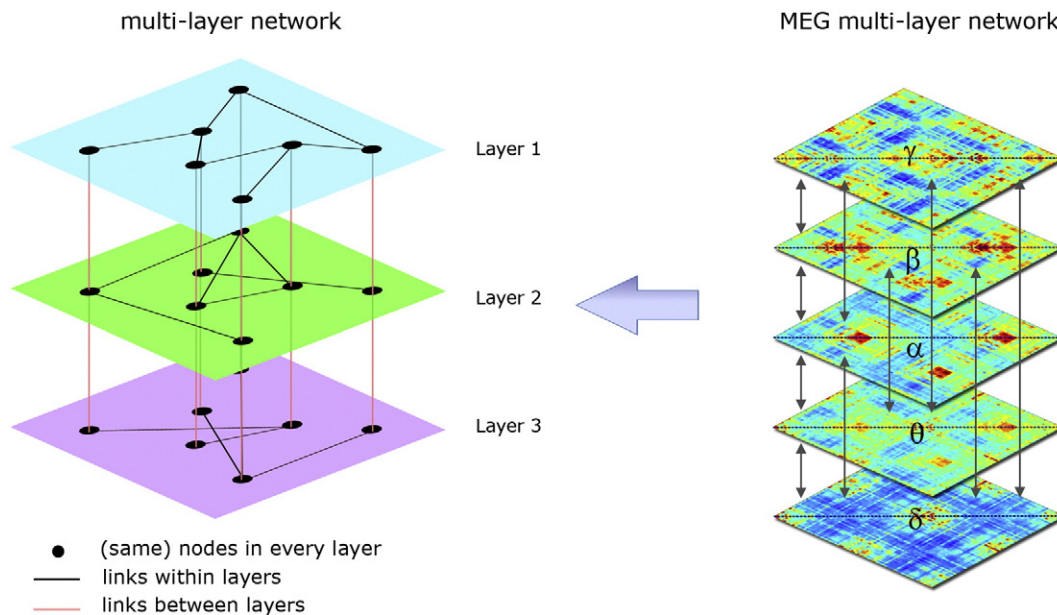 multi-layer network
MEG multi-layer network
Layer 1
Layer 2
Layer 3
γ
β
α
θ
δ
(same) nodes in every layer
links within layers
links between layers